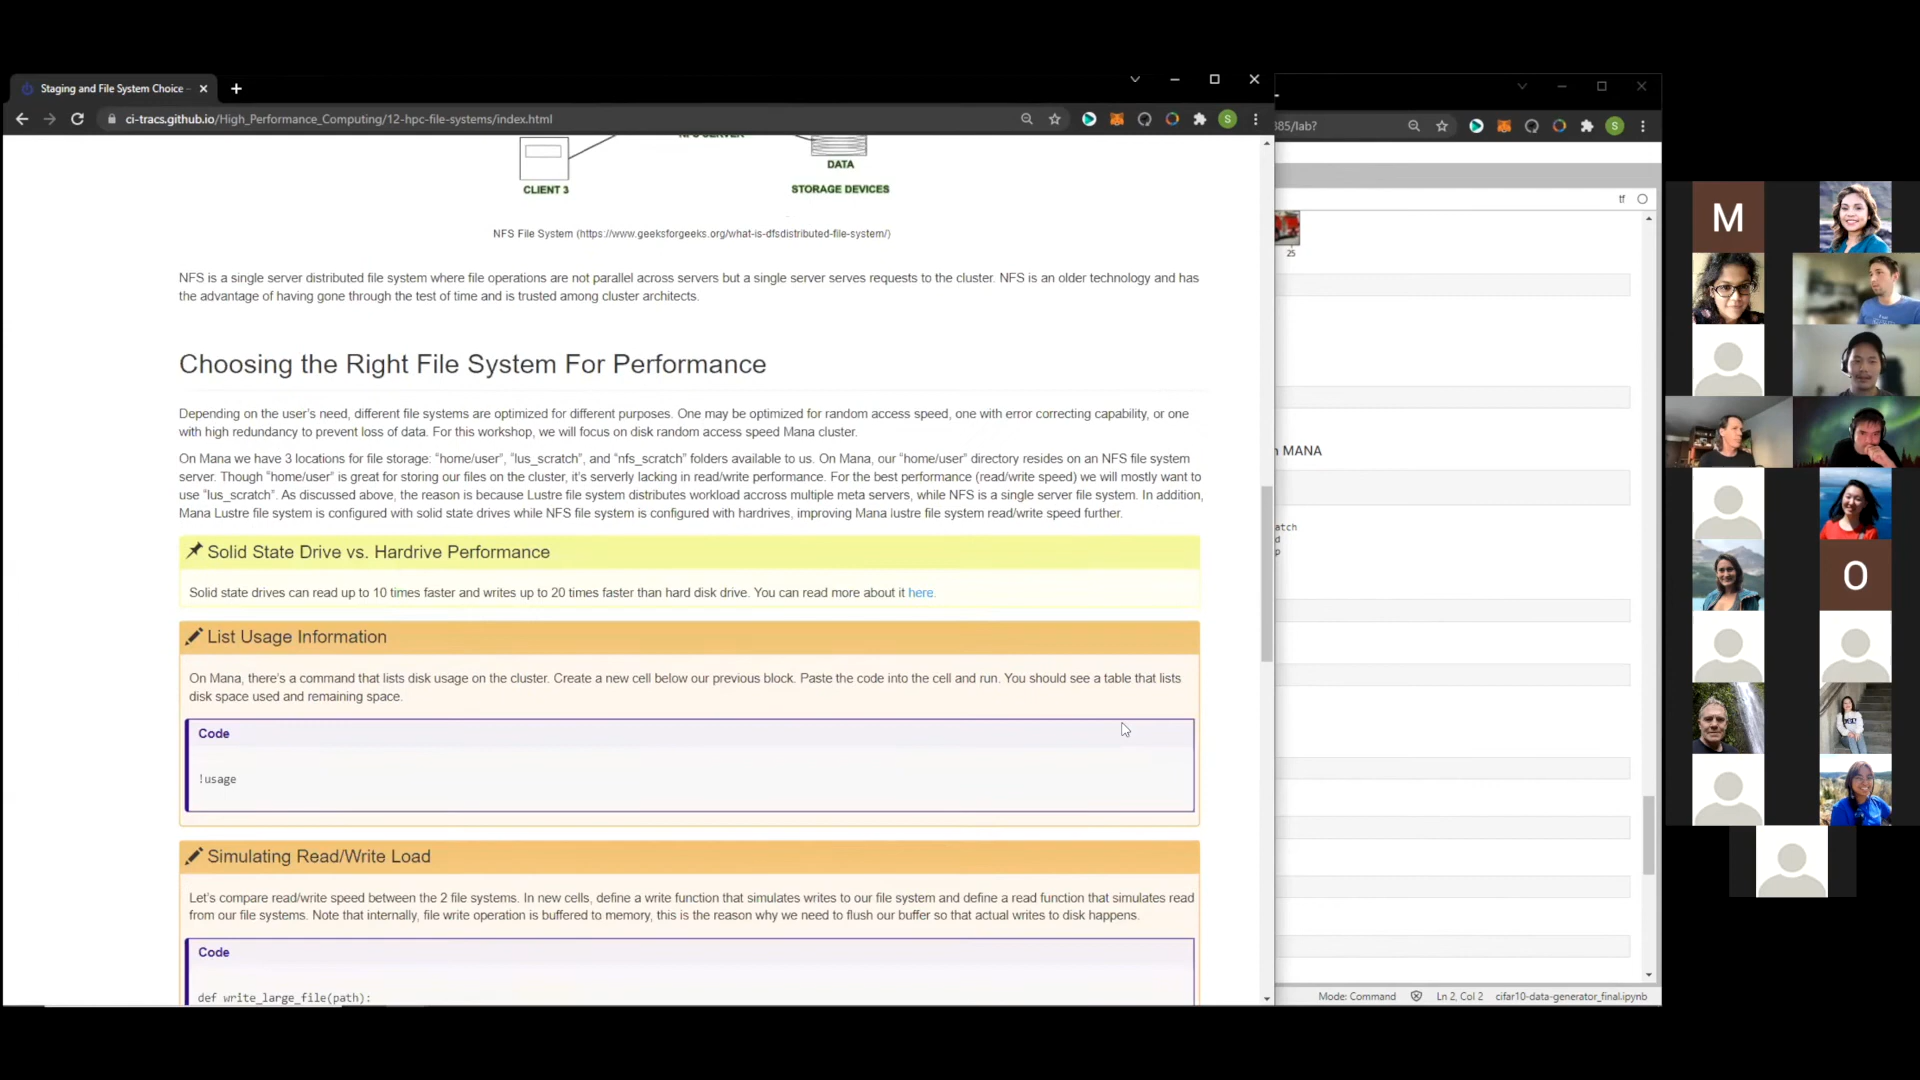 Staging and File System Choice -
ci-tracs.github.io/High_Performance_Computing/12-hpc-file-systems/index.html
S
NFS SERVER
DATA
CLIENT 3
STORAGE DEVICES
NFS File System (https://www.geeksforgeeks.org/what-is-dfsdistributed-file-system/)
NFS is a single server distributed file system where file operations are not parallel across servers but a single server serves requests to the cluster. NFS is an older technology and has
the advantage of having gone through the test of time and is trusted among cluster architects.
Choosing the Right File System For Performance
Depending on the user's need, different file systems are optimized for different purposes. One may be optimized for random access speed, one with error correcting capability, or one
with high redundancy to prevent loss of data. For this workshop, we will focus on disk random access speed Mana cluster.
On Mana we have 3 locations for file storage: “home/user”, “lus_scratch”, and “nfs_scratch” folders available to us. On Mana, our “home/user” directory resides on an NFS file system
server. Though “home/user” is great for storing our files on the cluster, it's serverly lacking in read/write performance. For the best performance (read/write speed) we will mostly want to
use “lus_scratch”. As discussed above, the reason is because Lustre file system distributes workload accross multiple meta servers, while NFS is a single server file system. In addition,
Mana Lustre file system is configured with solid state drives while NFS file system is configured with hardrives, improving Mana lustre file system read/write speed further.
Solid State Drive vs. Hardrive Performance
Solid state drives can read up to 10 times faster and writes up to 20 times faster than hard disk drive. You can read more about it here.
List Usage Information
On Mana, there's a command that lists disk usage on the cluster. Create a new cell below our previous block. Paste the code into the cell and run. You should see a table that lists
disk space used and remaining space.
Code
!usage
Simulating Read/Write Load
Let's compare read/write speed between the 2 file systems. In new cells, define a write function that simulates writes to our file system and define a read function that simulates read
from our file systems. Note that internally, file write operation is buffered to memory, this is the reason why we need to flush our buffer so that actual writes to disk happens.
Code
def write_large_file(path):
385/lab?
S
tf
25
n MANA
atch
d
p
Mode: Command
Ln 2, Col 2
cifar10-data-generator_final.ipynb
M
O